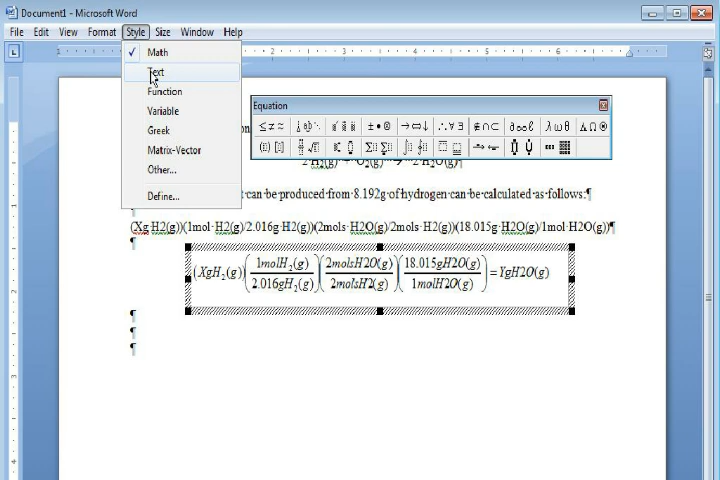 Document1 - Microsoft Word
File Edit View Format Style Size Window Help
Math
Text
Function
Variable
Greek
Matrix-Vector
Other...
Define...
Equation
can·be·produced·from·8.192g·of·hydrogen·can·be·calculated·as·follows:¶
(Xg·H2(g))(1mol·H2(g)/2.016g·H2(g))(2mols·H2O(g)/2mols·H2(g))(18.015g·H2O(g)/1mol·H2O(g))¶
(XgH₂(g))(1molH₂(g)/2.016gH₂(g))(2molsH2O(g)/2molsH2(g))(18.015gH2O(g)/1molH2O(g))=YgH2O(g)